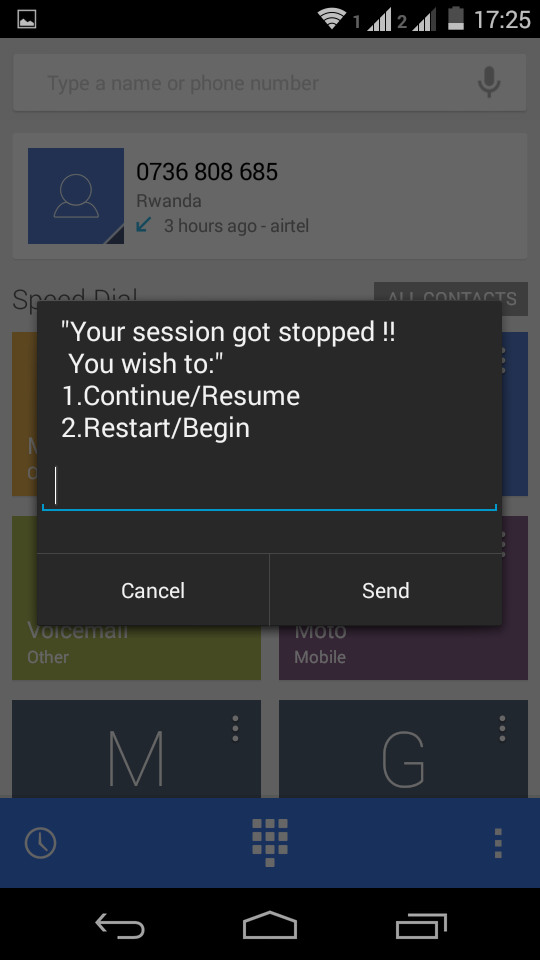 1 2 17:25
Type a name or phone number
0736 808 685
Rwanda
3 hours ago - airtel
Speed Dial
ALL CONTACTS
"Your session got stopped !!
You wish to:"
1.Continue/Resume
2.Restart/Begin
Cancel Send
Voicemail
Other
Moto
Mobile
M G